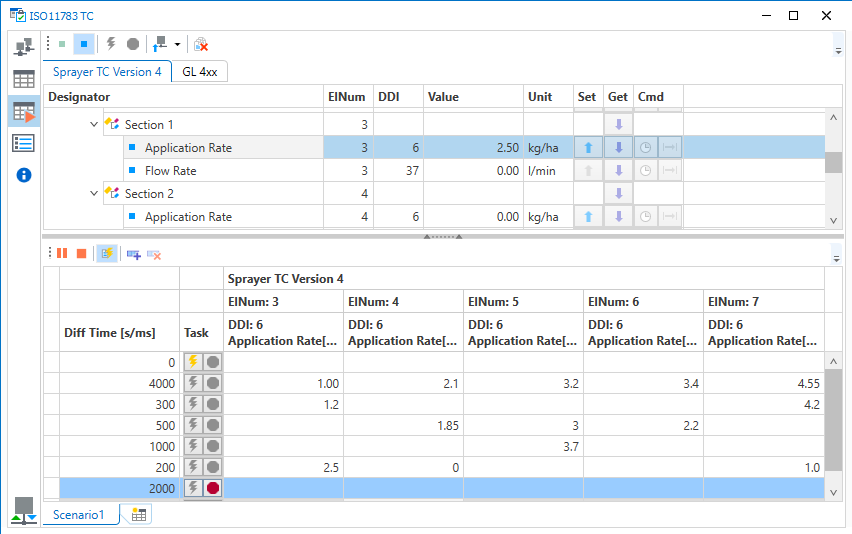 ISO11783 TC
Sprayer TC Version 4 GL 4xx
Designator ElNum DDI Value Unit Set Get Cmd
Section 1 3
Application Rate 3 6 2.50 kg/ha
Flow Rate 3 37 0.00 l/min
Section 2 4
Application Rate 4 6 0.00 kg/ha
Sprayer TC Version 4
ElNum: 3 ElNum: 4 ElNum: 5 ElNum: 6 ElNum: 7
Diff Time [s/ms] Task DDI: 6 DDI: 6 DDI: 6 DDI: 6 DDI: 6
Application Rate[... Application Rate[... Application Rate[... Application Rate[... Application Rate[...
0
4000 1.00 2.1 3.2 3.4 4.55
300 1.2 4.2
500 1.85 3 2.2
1000 3.7
200 2.5 0 1.0
2000
Scenario1